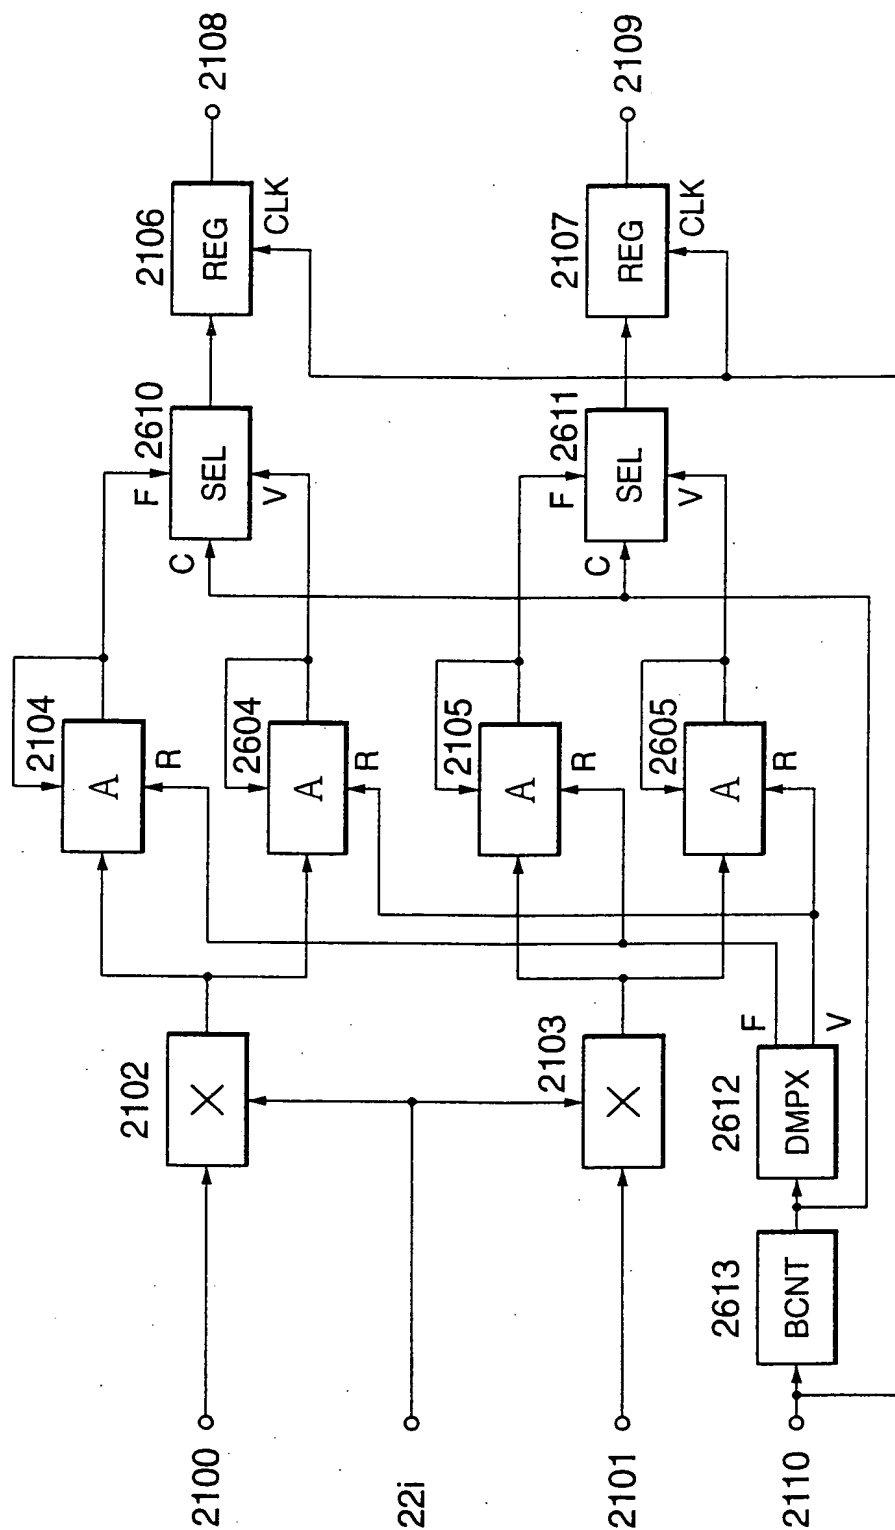 2100
2102
X
2104
A
R
2604
A
R
F
2610
C
SEL
V
2106
REG
CLK
2108
22i
2101
2103
X
2105
A
R
2605
A
R
F
2611
C
SEL
V
2107
REG
CLK
2109
2110
2613
BCNT
2612
DMPX
F
V